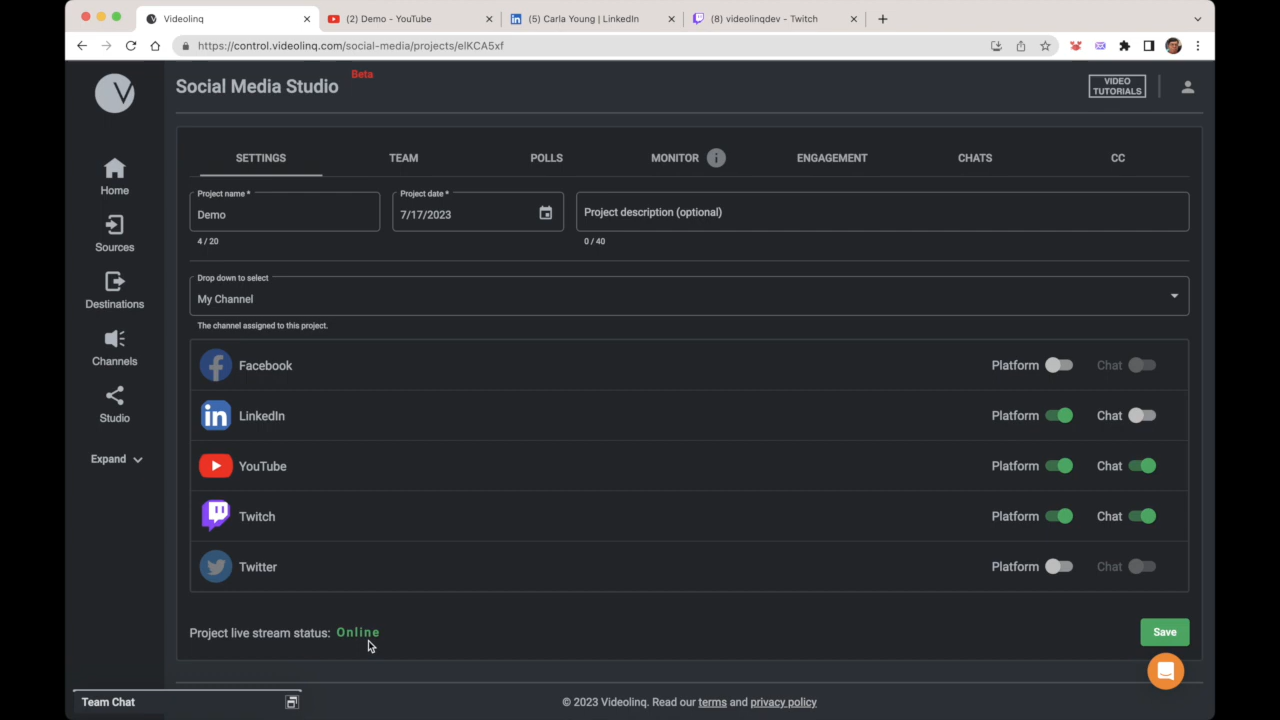 Videolinq
(2) Demo - YouTube
(5) Carla Young | LinkedIn
(8) videolinqdev - Twitch
https://control.videolinq.com/social-media/projects/elKCA5xf
Social Media Studio
Beta
VIDEO
TUTORIALS
Home
Sources
Destinations
Channels
Studio
Expand
SETTINGS
TEAM
POLLS
MONITOR
ENGAGEMENT
CHATS
CC
Project name *
Demo
4 / 20
Project date *
7/17/2023
Project description (optional)
0 / 40
Drop down to select
My Channel
The channel assigned to this project.
Facebook
Platform
Chat
LinkedIn
Platform
Chat
YouTube
Platform
Chat
Twitch
Platform
Chat
Twitter
Platform
Chat
Project live stream status: Online
Save
Team Chat
© 2023 Videolinq. Read our terms and privacy policy